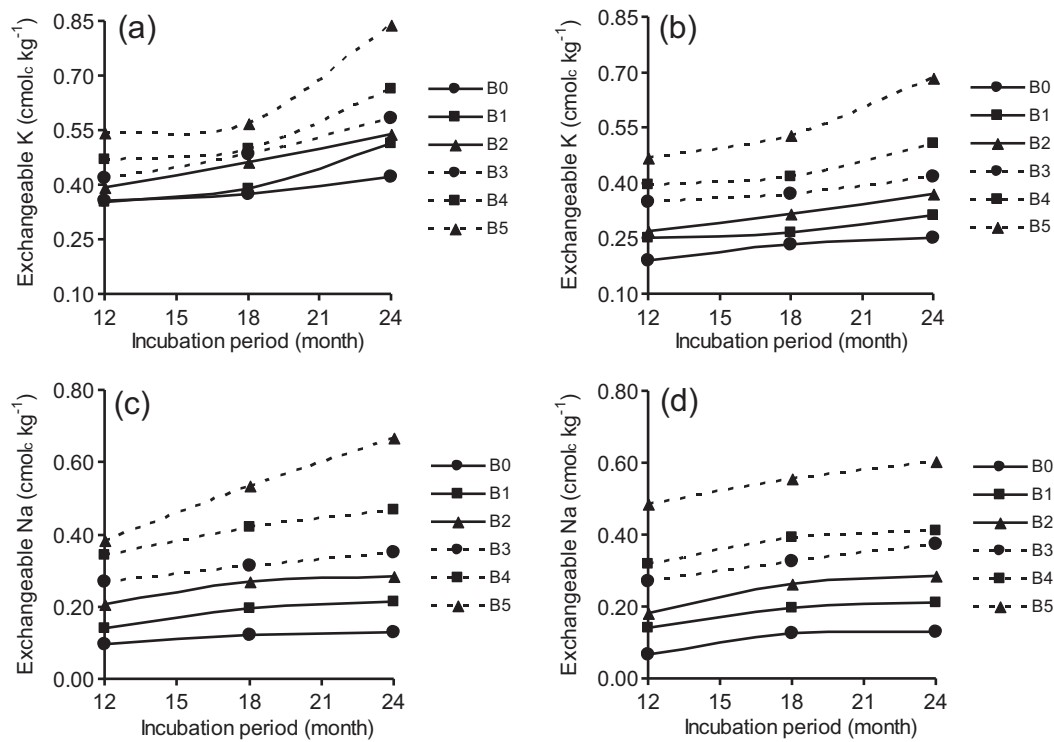 (a)
Exchangeable K (cmolc kg-1)
0.85
0.70
0.55
0.40
0.25
0.10
12 15 18 21 24
Incubation period (month)
B0
B1
B2
B3
B4
B5
(b)
Exchangeable K (cmolc kg-1)
0.85
0.70
0.55
0.40
0.25
0.10
12 15 18 21 24
Incubation period (month)
B0
B1
B2
B3
B4
B5
(c)
Exchangeable Na (cmolc kg-1)
0.80
0.60
0.40
0.20
0.00
12 15 18 21 24
Incubation period (month)
B0
B1
B2
B3
B4
B5
(d)
Exchangeable Na (cmolc kg-1)
0.80
0.60
0.40
0.20
0.00
12 15 18 21 24
Incubation period (month)
B0
B1
B2
B3
B4
B5